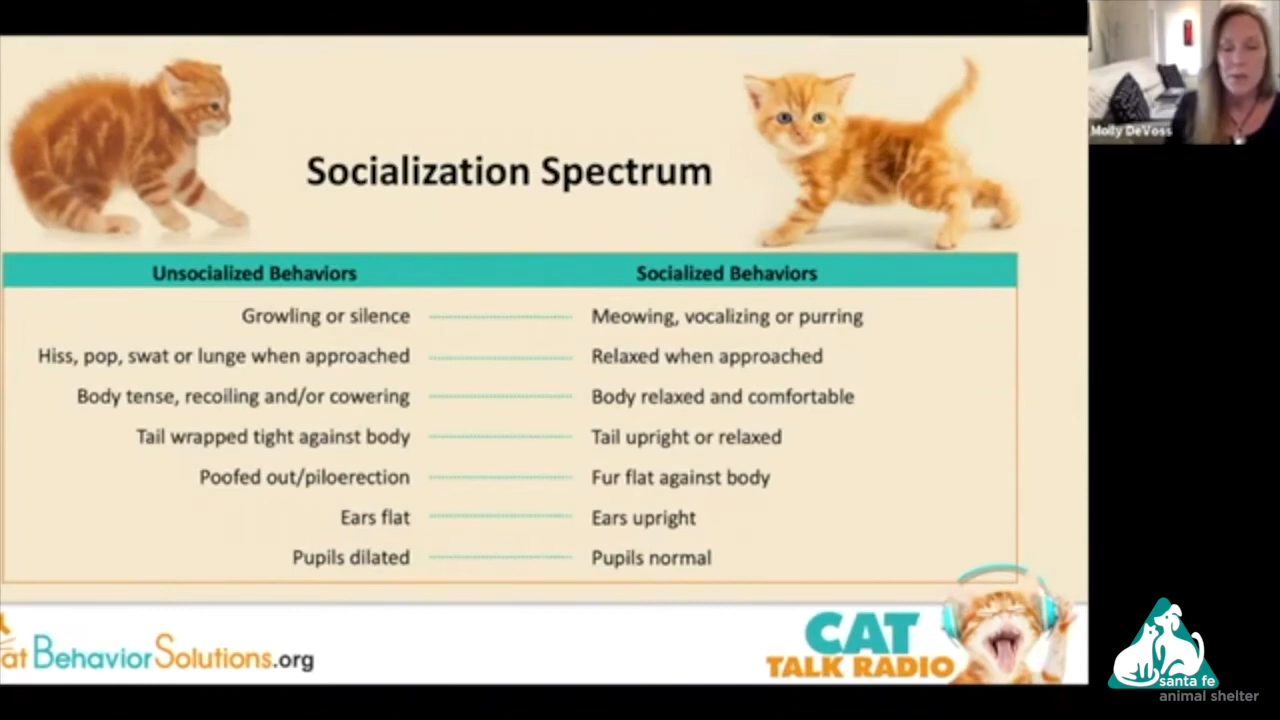 Molly DeVoss
Socialization Spectrum
Unsocialized Behaviors Socialized Behaviors
Growling or silence Meowing, vocalizing or purring
Hiss, pop, swat or lunge when approached Relaxed when approached
Body tense, recoiling and/or cowering Body relaxed and comfortable
Tail wrapped tight against body Tail upright or relaxed
Poofed out/piloerection Fur flat against body
Ears flat Ears upright
Pupils dilated Pupils normal
at BehaviorSolutions.org
CAT
TALK RADIO
santa fe
animal shelter